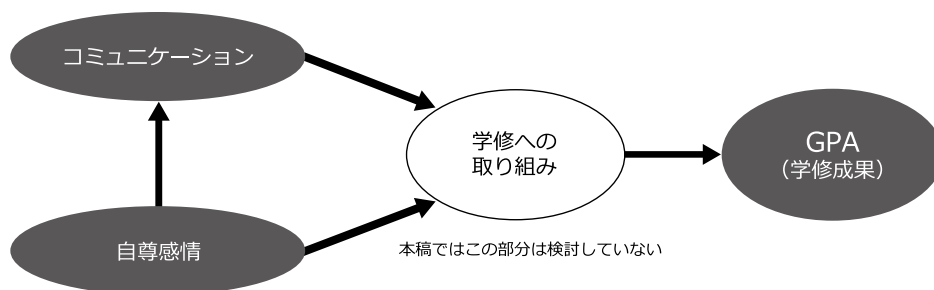 コミュニケーション
学修への
取り組み
GPA
（学修成果）
自尊感情
本稿ではこの部分は検討していない